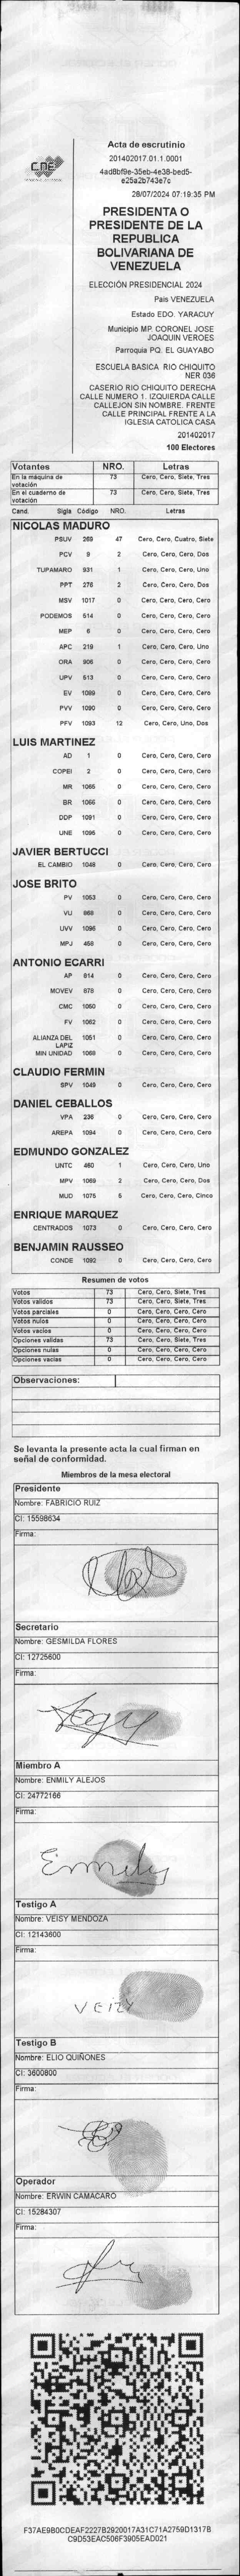 CNE
Acta de escrutinio
201402017.01.1.0001
4ad8bf9e-35eb-4e38-bed5-
e25a2b743e7c
28/07/2024 07:19:35 PM
PRESIDENTA O
PRESIDENTE DE LA
REPUBLICA
BOLIVARIANA DE
VENEZUELA
ELECCIÓN PRESIDENCIAL 2024
Pais VENEZUELA
Estado EDO. YARACUY
Municipio MP. CORONEL JOSE
JOAQUIN VEROES
Parroquia PQ. EL GUAYABO
ESCUELA BASICA RIO CHIQUITO
NER 036
CASERIO RIO CHIQUITO DERECHA
CALLE NUMERO 1. IZQUIERDA CALLE
CALLEJON SIN NOMBRE. FRENTE
CALLE PRINCIPAL FRENTE A LA
IGLESIA CATOLICA CASA
201402017
100 Electores
Votantes NRO. Letras
En la máquina de votación 73 Cero, Cero, Siete, Tres
En el cuaderno de votación 73 Cero, Cero, Siete, Tres
Cand. Sigla Código NRO. Letras
NICOLAS MADURO
PSUV 269 47 Cero, Cero, Cuatro, Siete
PCV 9 2 Cero, Cero, Cero, Dos
TUPAMARO 931 1 Cero, Cero, Cero, Uno
PPT 276 2 Cero, Cero, Cero, Dos
MSV 1017 0 Cero, Cero, Cero, Cero
PODEMOS 514 0 Cero, Cero, Cero, Cero
MEP 6 0 Cero, Cero, Cero, Cero
APC 219 1 Cero, Cero, Cero, Uno
ORA 906 0 Cero, Cero, Cero, Cero
UPV 513 0 Cero, Cero, Cero, Cero
EV 1099 0 Cero, Cero, Cero, Cero
PVV 1090 0 Cero, Cero, Cero, Cero
PFV 1093 12 Cero, Cero, Uno, Dos
LUIS MARTINEZ
AD 1 0 Cero, Cero, Cero, Cero
COPEI 2 0 Cero, Cero, Cero, Cero
MR 1065 0 Cero, Cero, Cero, Cero
BR 1066 0 Cero, Cero, Cero, Cero
DDP 1091 0 Cero, Cero, Cero, Cero
UNE 1095 0 Cero, Cero, Cero, Cero
JAVIER BERTUCCI
EL CAMBIO 1048 0 Cero, Cero, Cero, Cero
JOSE BRITO
PV 1053 0 Cero, Cero, Cero, Cero
VU 868 0 Cero, Cero, Cero, Cero
UVV 1096 0 Cero, Cero, Cero, Cero
MPJ 458 0 Cero, Cero, Cero, Cero
ANTONIO ECARRI
AP 814 0 Cero, Cero, Cero, Cero
MOVEV 878 0 Cero, Cero, Cero, Cero
CMC 1050 0 Cero, Cero, Cero, Cero
FV 1062 0 Cero, Cero, Cero, Cero
ALIANZA DEL LAPIZ 1051 0 Cero, Cero, Cero, Cero
MIN UNIDAD 1068 0 Cero, Cero, Cero, Cero
CLAUDIO FERMIN
SPV 1049 0 Cero, Cero, Cero, Cero
DANIEL CEBALLOS
VPA 236 0 Cero, Cero, Cero, Cero
AREPA 1094 0 Cero, Cero, Cero, Cero
EDMUNDO GONZALEZ
UNTC 460 1 Cero, Cero, Cero, Uno
MPV 1069 2 Cero, Cero, Cero, Dos
MUD 1075 5 Cero, Cero, Cero, Cinco
ENRIQUE MARQUEZ
CENTRADOS 1073 0 Cero, Cero, Cero, Cero
BENJAMIN RAUSSEO
CONDE 1092 0 Cero, Cero, Cero, Cero
Resumen de votos
Votos 73 Cero, Cero, Siete, Tres
Votos validos 73 Cero, Cero, Siete, Tres
Votos parciales 0 Cero, Cero, Cero, Cero
Votos nulos 0 Cero, Cero, Cero, Cero
Votos vacios 0 Cero, Cero, Cero, Cero
Opciones validas 73 Cero, Cero, Siete, Tres
Opciones nulas 0 Cero, Cero, Cero, Cero
Opciones vacias 0 Cero, Cero, Cero, Cero
Observaciones:
Se levanta la presente acta la cual firman en
señal de conformidad.
Miembros de la mesa electoral
Presidente
Nombre: FABRICIO RUIZ
CI: 15598634
Firma:
Secretario
Nombre: GESMILDA FLORES
CI: 12725600
Firma:
Miembro A
Nombre: ENMILY ALEJOS
CI: 24772166
Firma:
Enmily
Testigo A
Nombre: VEISY MENDOZA
CI: 12143600
Firma:
VEIZY
Testigo B
Nombre: ELIO QUIÑONES
CI: 3600800
Firma:
Operador
Nombre: ERWIN CAMACARO
CI: 15284307
Firma:
F37AE9B0CDEAF2227B2920017A31C71A2759D1317B
C9D53EAC506F3905EAD021